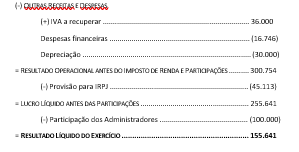 (-) OUTRAS RECEITAS E DESPESAS
(+) IVA a recuperar ........ 36.000
Despesas financeiras ........ (16.746)
Depreciação ........ (30.000)
= RESULTADO OPERACIONAL ANTES DO IMPOSTO DE RENDA E PARTICIPAÇÕES ........ 300.754
(-) Provisão para IRPJ ........ (45.113)
= LUCRO LÍQUIDO ANTES DAS PARTICIPAÇÕES ........ 255.641
(-) Participação dos Administradores ........ (100.000)
= RESULTADO LÍQUIDO DO EXERCÍCIO ........ 155.641